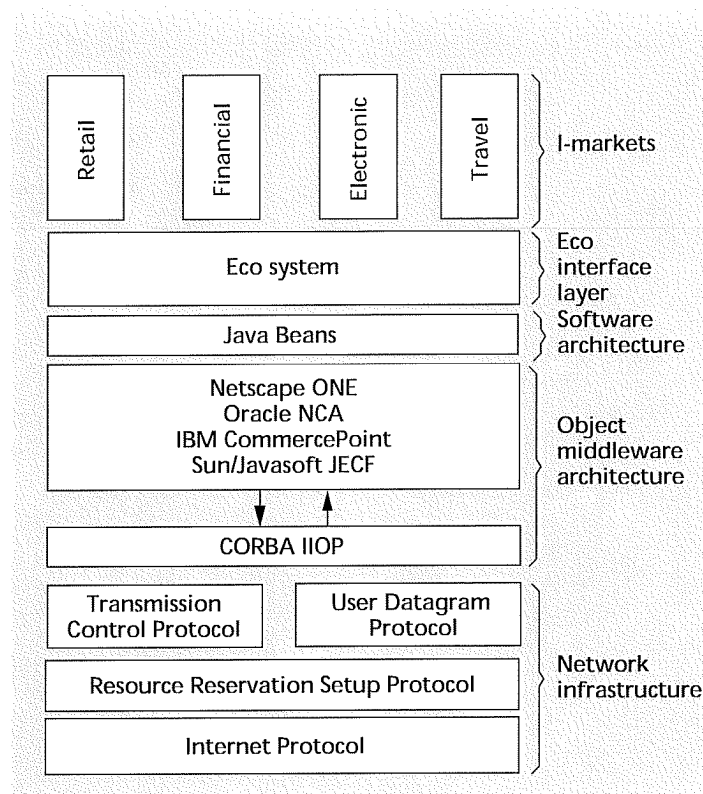 Retail
Financial
Electronic
Travel
I-markets
Eco system
Eco
interface
layer
Java Beans
Software
architecture
Netscape ONE
Oracle NCA
IBM CommercePoint
Sun/Javasoft JECF
Object
middleware
architecture
CORBA IIOP
Transmission
Control Protocol
User Datagram
Protocol
Resource Reservation Setup Protocol
Network
infrastructure
Internet Protocol